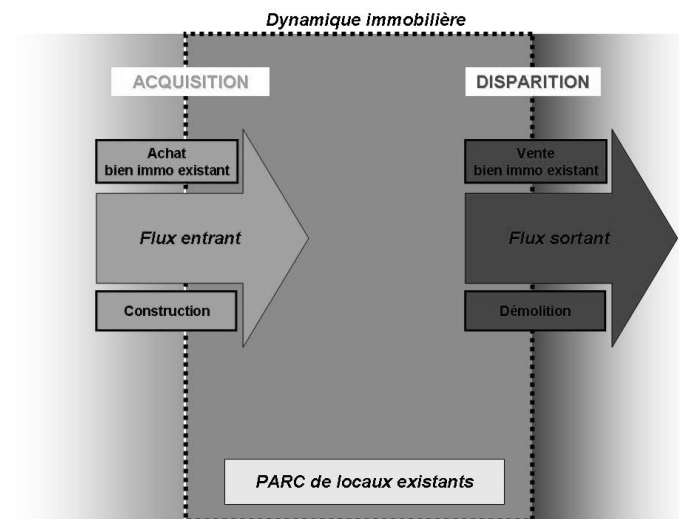 Dynamique immobilière
ACQUISITION
DISPARITION
Achat
bien immo existant
Vente
bien immo existant
Flux entrant
Flux sortant
Construction
Démolition
PARC de locaux existants